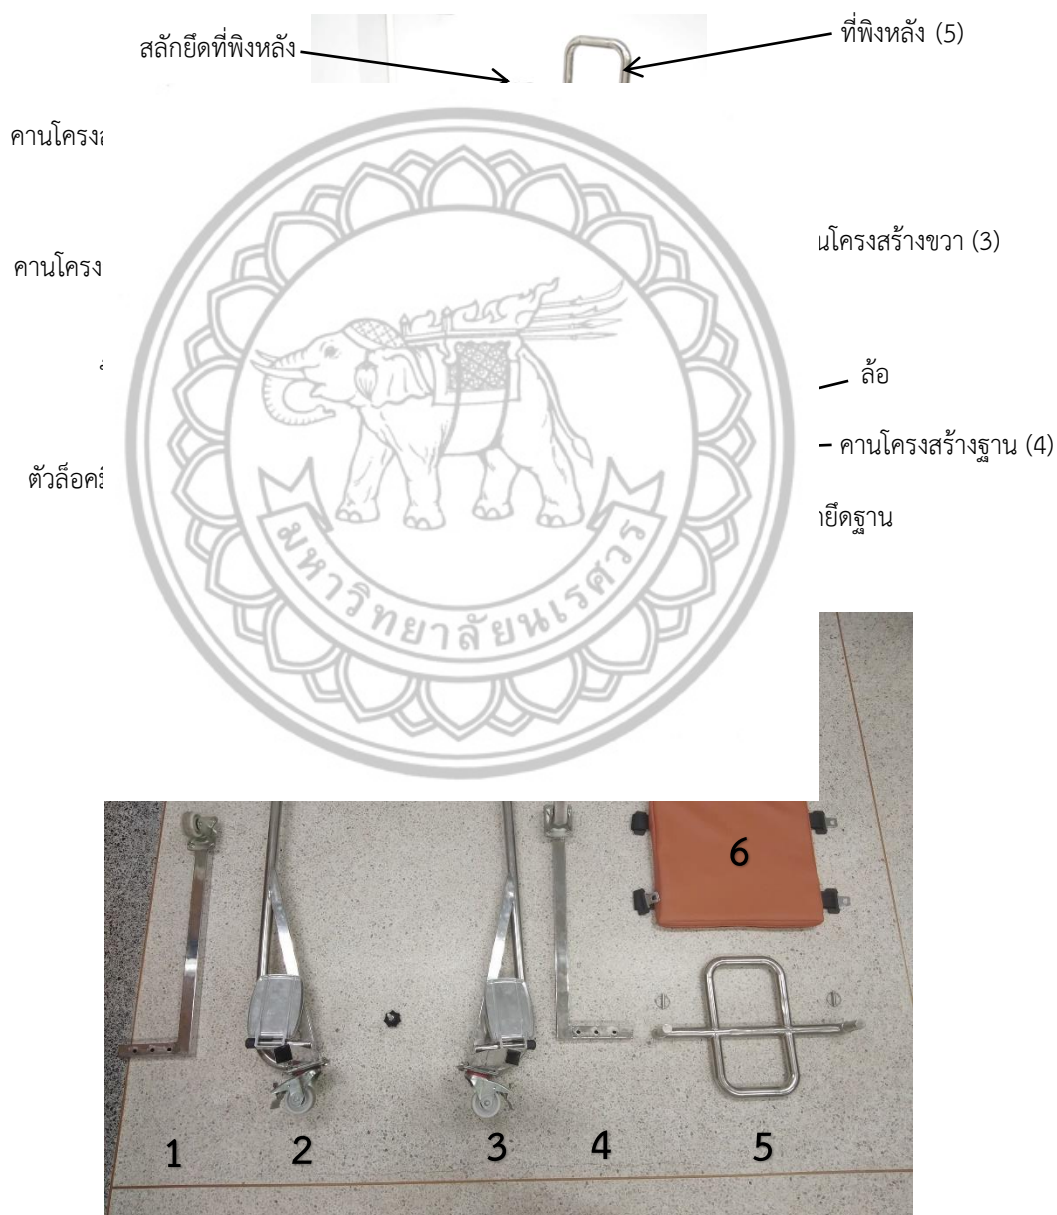 สลักยึดที่พิงหลัง
ที่พิงหลัง (5)
คานโครง
นโครงสร้างขวา (3)
คานโครง
ล้อ
คานโครงสร้างฐาน (4)
ตัวล็อค
ยึดฐาน
มหาวิทยาลัยนเรศวร
6
1 2 3 4 5